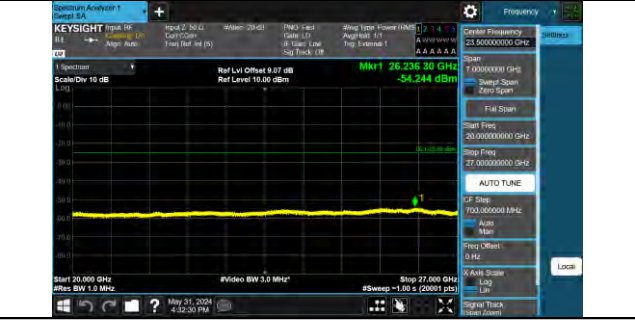 Spectrum Analyzer 1
Swept SA
+
Frequency
KEYSIGHT
Input: RF
Coupling: DC
Align: Auto
Input Z: 50 Ω
Corr CCorr
Freq Ref: Int (S)
#Atten: 20 dB
PNO: Fast
Gate: LO
IF Gain: Low
Sig Track: Off
#Avg Type: Power (RMS)
Avg|Hold: 1/1
Trig: External 1
A A A A A A
1 Spectrum
Scale/Div 10 dB
Log
Ref Lvl Offset 9.07 dB
Ref Level 10.00 dBm
Mkr1 26.236 30 GHz
-54.244 dBm
0.00
1
Start 20.000 GHz
#Res BW 1.0 MHz
#Video BW 3.0 MHz*
Stop 27.000 GHz
#Sweep ~1.00 s (20001 pts)
May 31, 2024
4:32:30 PM
?
Center Frequency
23.500000000 GHz
Settings
Span
7.00000000 GHz
Swept Span
Zero Span
Full Span
Start Freq
20.000000000 GHz
Stop Freq
27.000000000 GHz
AUTO TUNE
CF Step
700.000000 MHz
Auto
Man
Freq Offset
0 Hz
X Axis Scale
Log
Lin
Local
Signal Track
(Span Zoom)